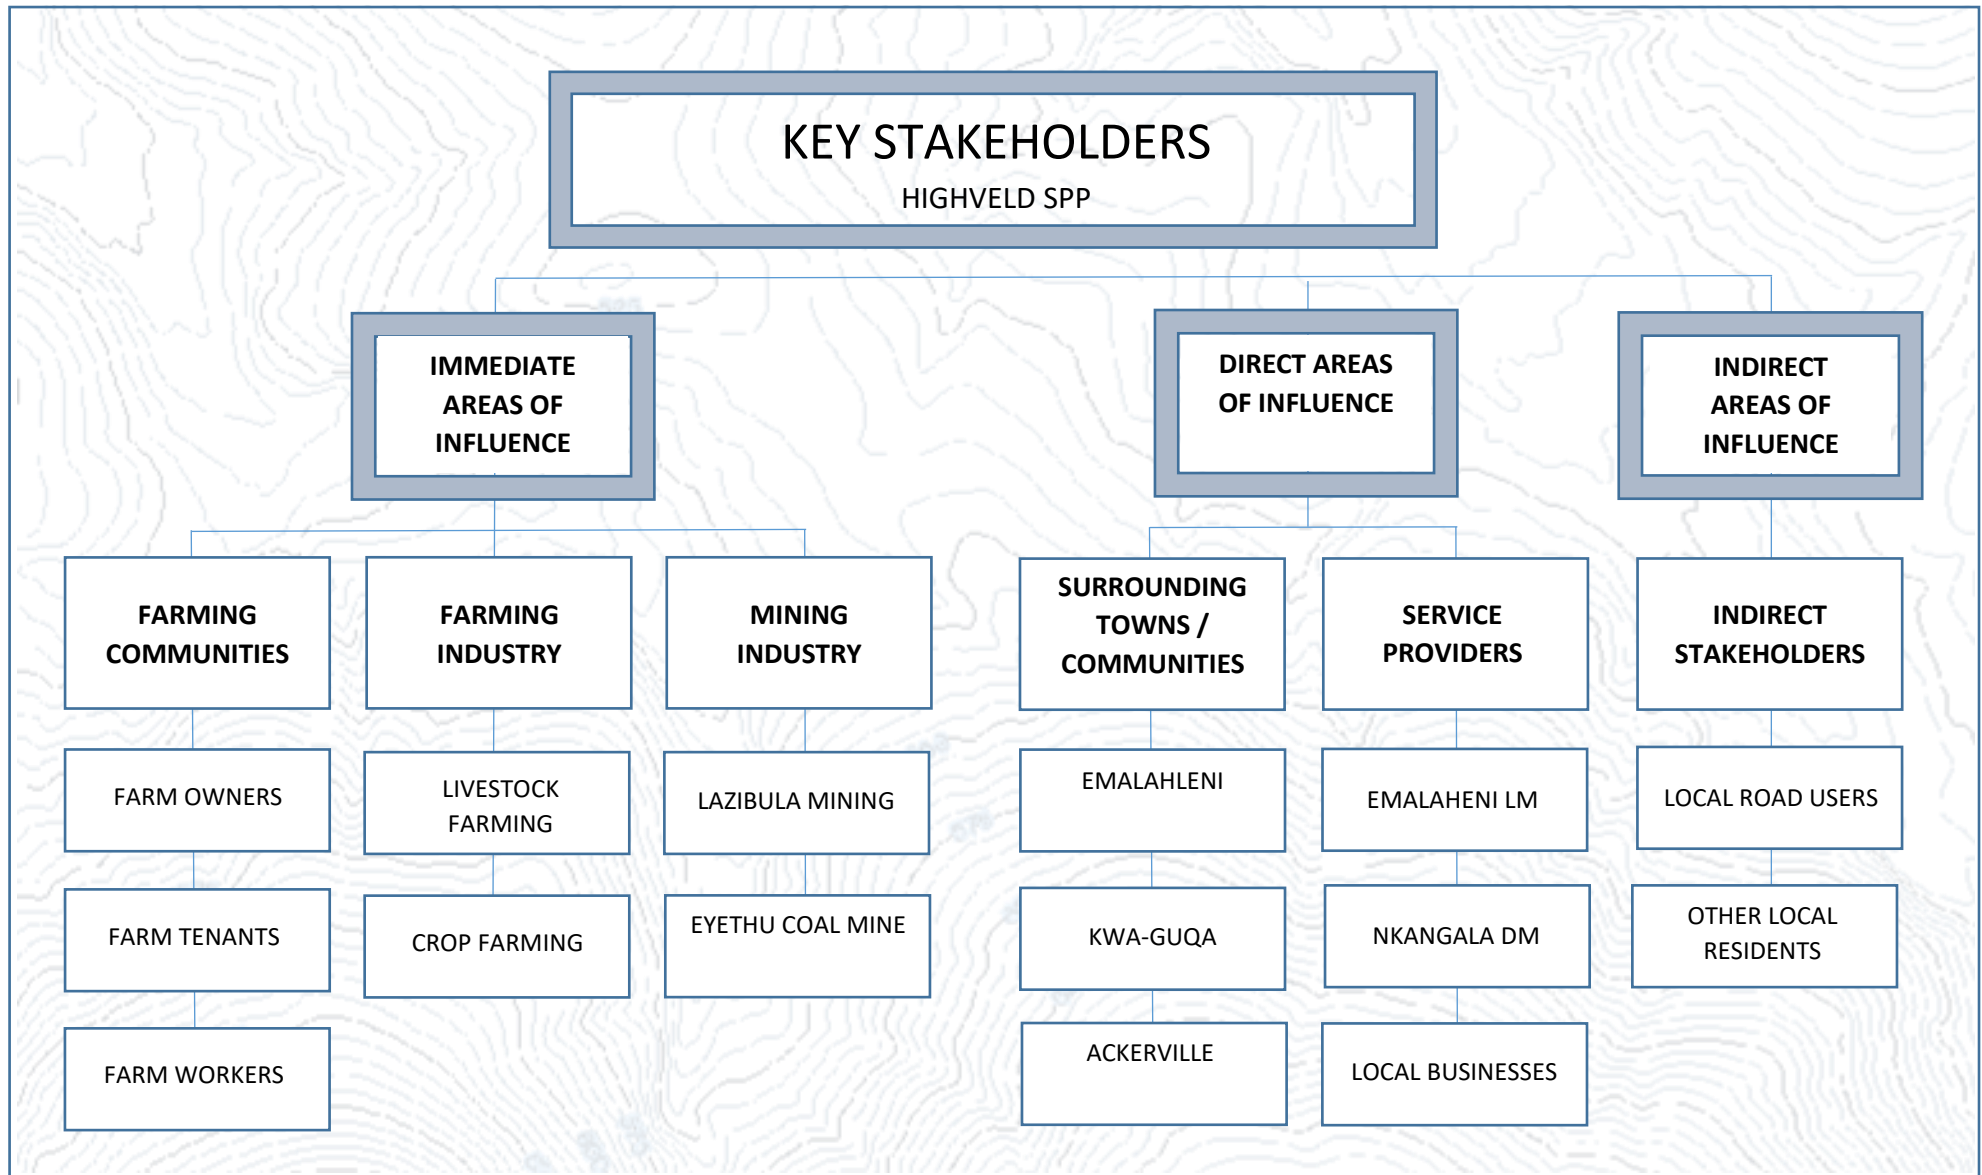 KEY STAKEHOLDERS
HIGHVELD SPP
IMMEDIATE
AREAS OF
INFLUENCE
DIRECT AREAS
OF INFLUENCE
INDIRECT
AREAS OF
INFLUENCE
FARMING
COMMUNITIES
FARMING
INDUSTRY
MINING
INDUSTRY
SURROUNDING
TOWNS /
COMMUNITIES
SERVICE
PROVIDERS
INDIRECT
STAKEHOLDERS
FARM OWNERS
LIVESTOCK
FARMING
LAZIBULA MINING
EMALAHLENI
EMALAHENI LM
LOCAL ROAD USERS
FARM TENANTS
CROP FARMING
EYETHU COAL MINE
KWA-GUQA
NKANGALA DM
OTHER LOCAL
RESIDENTS
FARM WORKERS
ACKERVILLE
LOCAL BUSINESSES